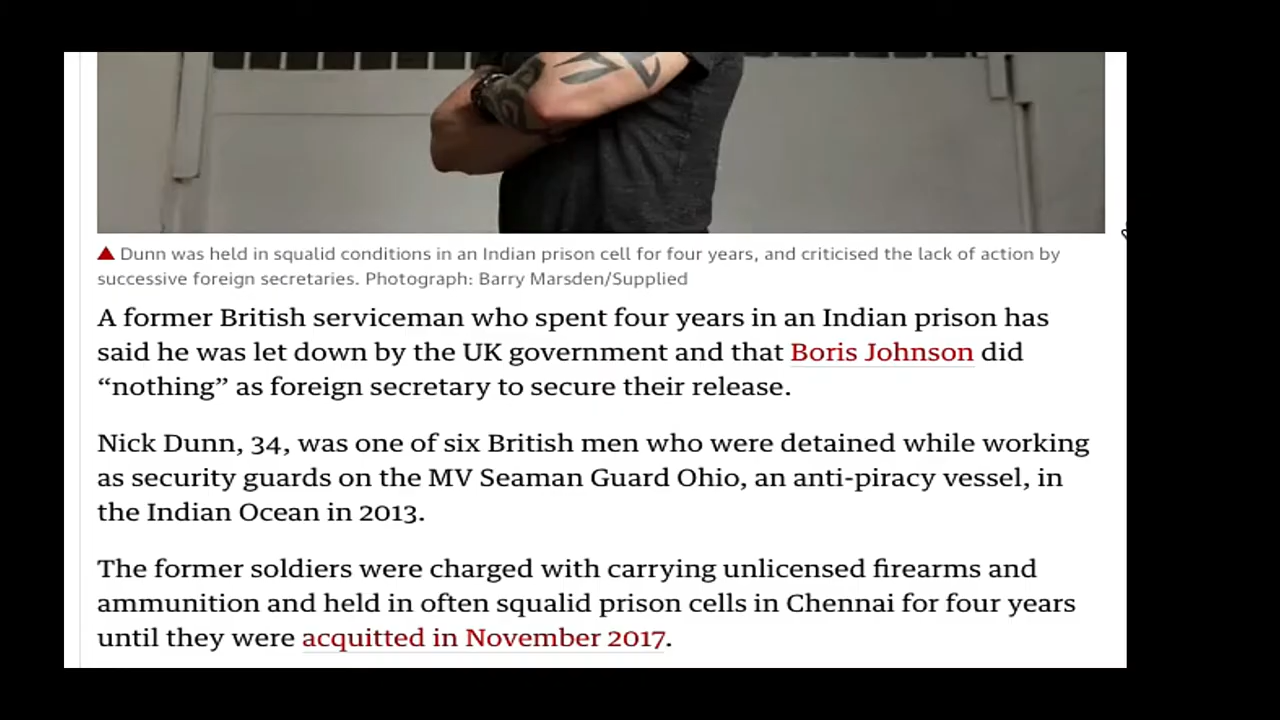 Dunn was held in squalid conditions in an Indian prison cell for four years, and criticised the lack of action by
successive foreign secretaries. Photograph: Barry Marsden/Supplied
A former British serviceman who spent four years in an Indian prison has
said he was let down by the UK government and that Boris Johnson did
“nothing” as foreign secretary to secure their release.
Nick Dunn, 34, was one of six British men who were detained while working
as security guards on the MV Seaman Guard Ohio, an anti-piracy vessel, in
the Indian Ocean in 2013.
The former soldiers were charged with carrying unlicensed firearms and
ammunition and held in often squalid prison cells in Chennai for four years
until they were acquitted in November 2017.